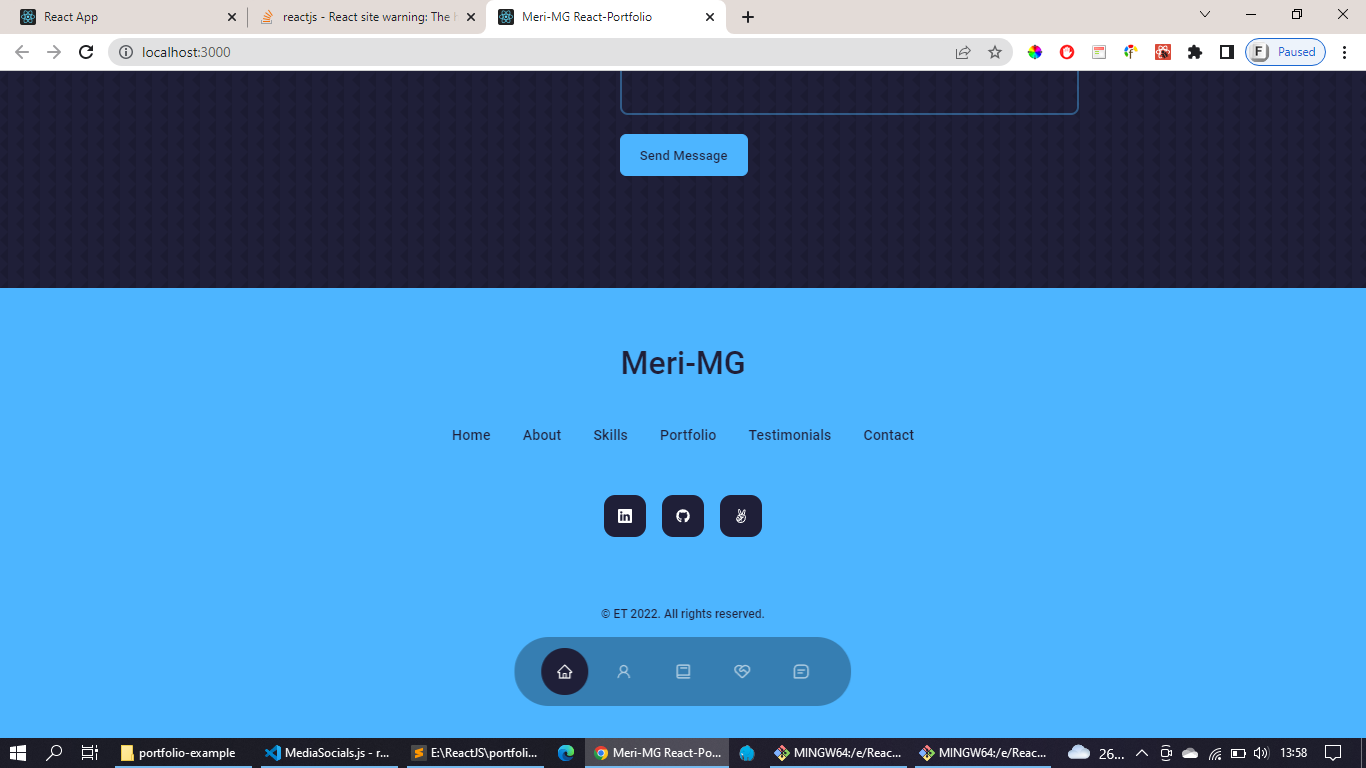 React App
reactjs - React site warning: The h
Meri-MG React-Portfolio
localhost:3000
F
Paused
Send Message
Meri-MG
Home About Skills Portfolio Testimonials Contact
© ET 2022. All rights reserved.
portfolio-example
MediaSocials.js - r...
E:\ReactJS\portfoli...
Meri-MG React-Po...
MINGW64:/e/Reac...
MINGW64:/e/Reac...
26...
13:58